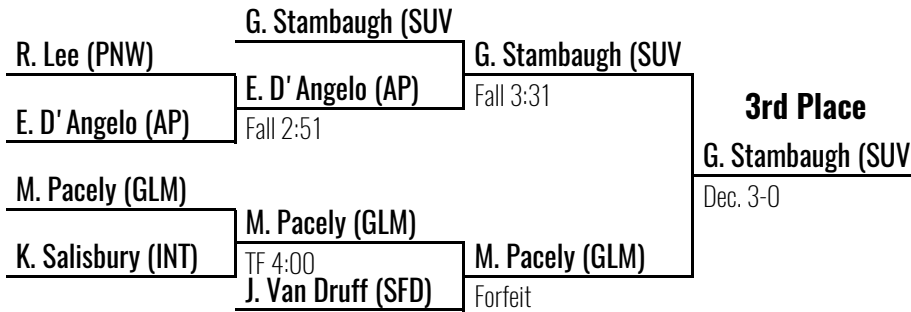 G. Stambaugh (SUV
R. Lee (PNW)
G. Stambaugh (SUV
E. D'Angelo (AP)
Fall 3:31
3rd Place
E. D'Angelo (AP)
Fall 2:51
G. Stambaugh (SUV
M. Pacely (GLM)
Dec. 3-0
M. Pacely (GLM)
K. Salisbury (INT)
TF 4:00
M. Pacely (GLM)
J. Van Druff (SFD)
Forfeit